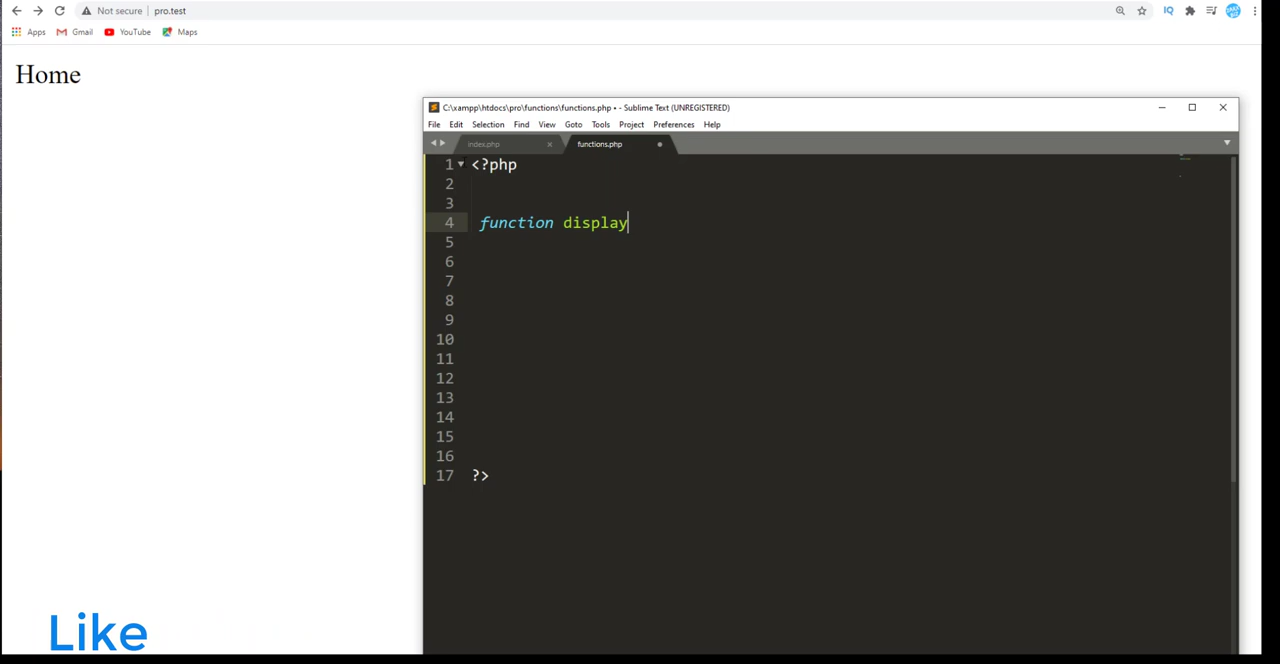 Not secure pro.test
Apps Gmail YouTube Maps
Home
C:\xampp\htdocs\pro\functions\functions.php • - Sublime Text (UNREGISTERED)
File Edit Selection Find View Goto Tools Project Preferences Help
index.php functions.php
1 <?php
2
3
4 function display
5
6
7
8
9
10
11
12
13
14
15
16
17 ?>
Like